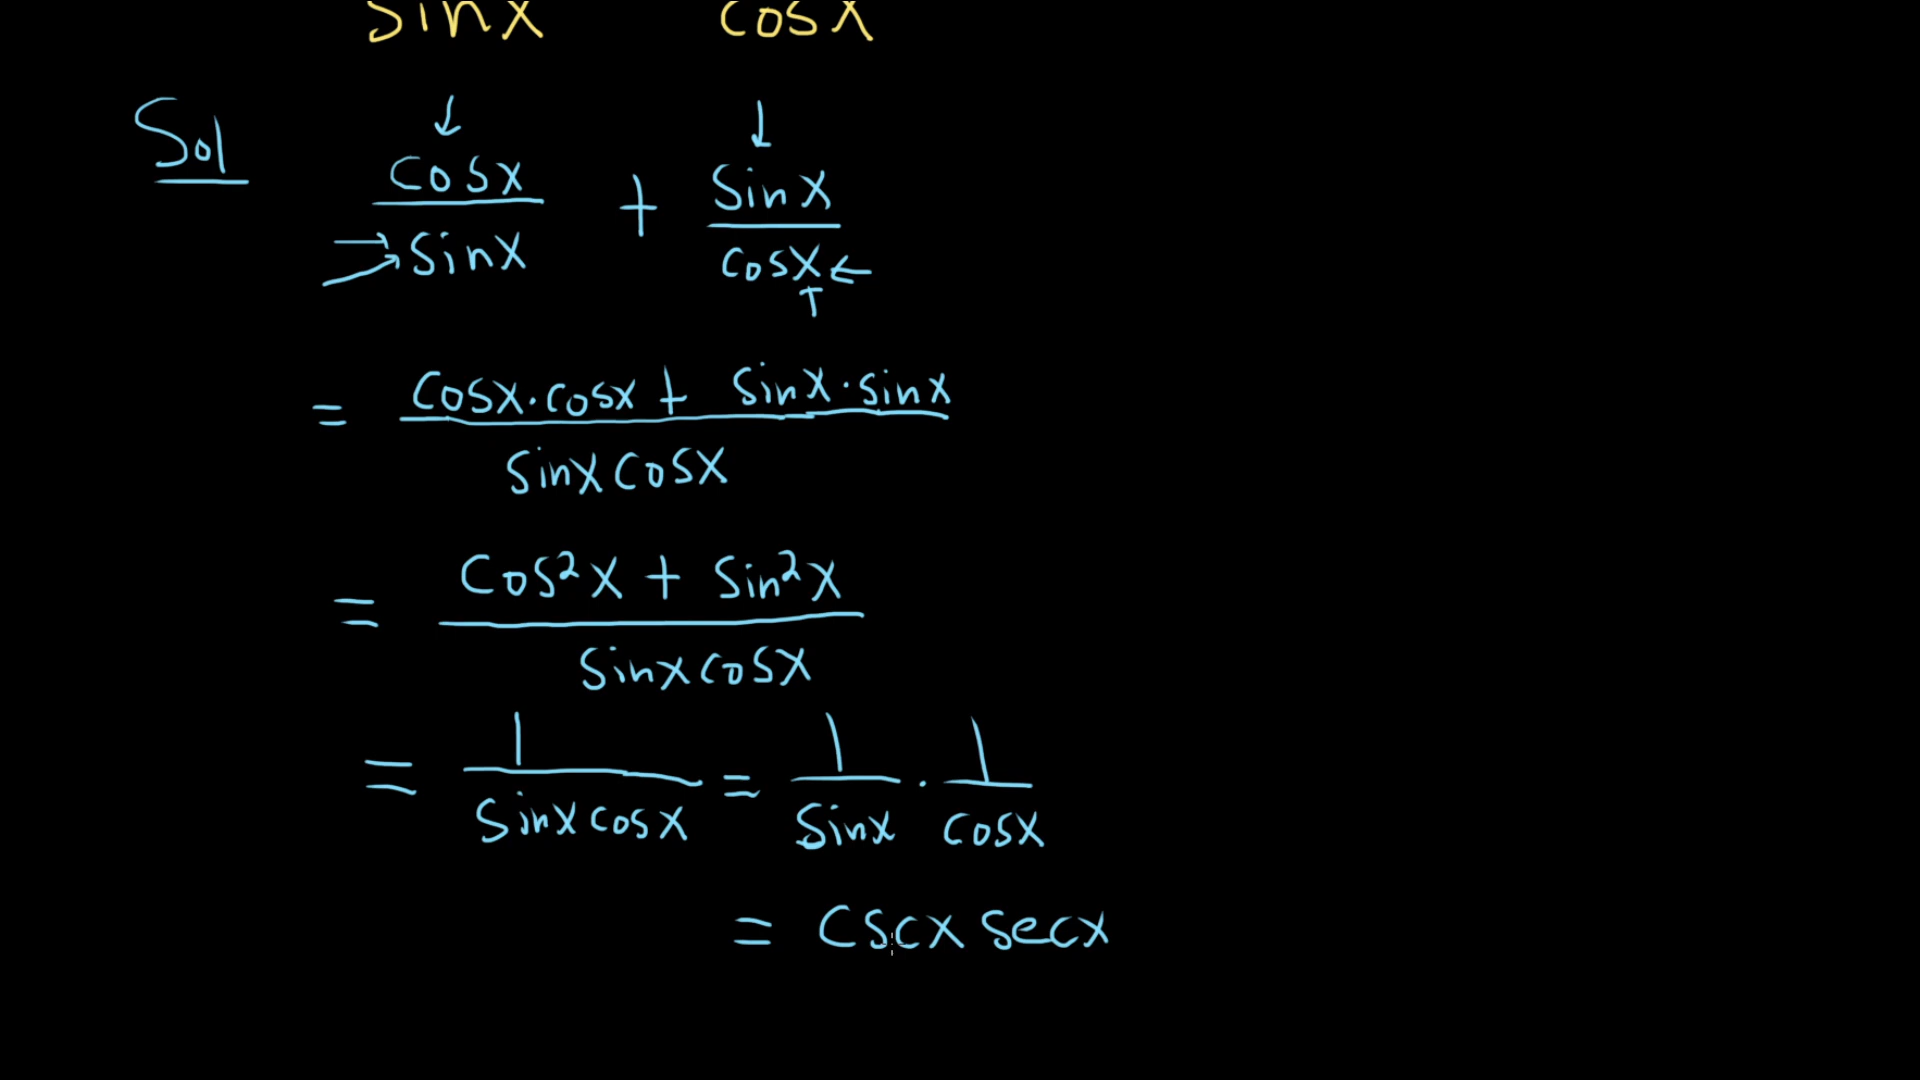 sinx cosx
Sol cosx/sinx + sinx/cosx
= cosx·cosx + sinx·sinx / sinx cosx
= cos²x + sin²x / sinx cosx
= 1/sinx cosx = 1/sinx · 1/cosx
= cscx secx